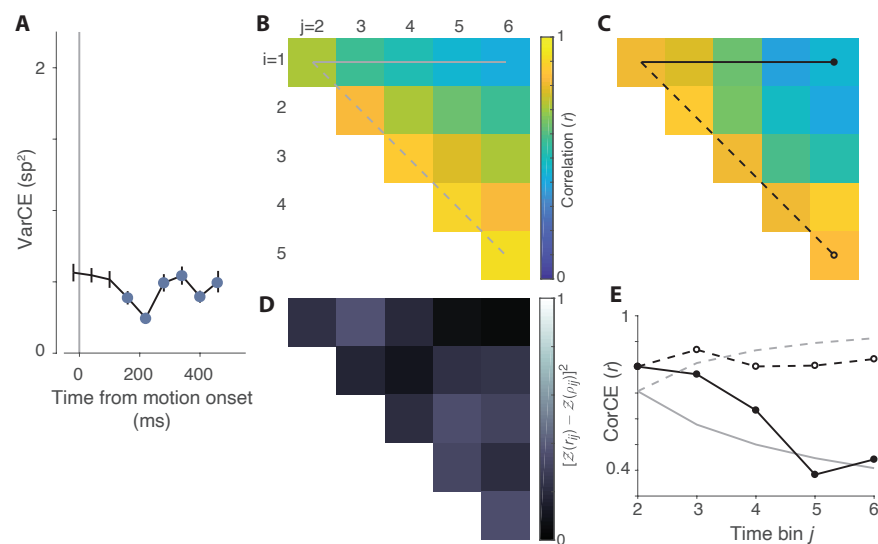 A
VarCE (sp²)
2
0
0
200
400
Time from motion onset
(ms)
B
j=2
3
4
5
6
i=1
2
3
4
5
1
Correlation (r)
0
C
D
1
[Z(rᵢⱼ) − Z(ρᵢⱼ)]²
0
E
CorCE (r)
1
0.4
2
3
4
5
6
Time bin j